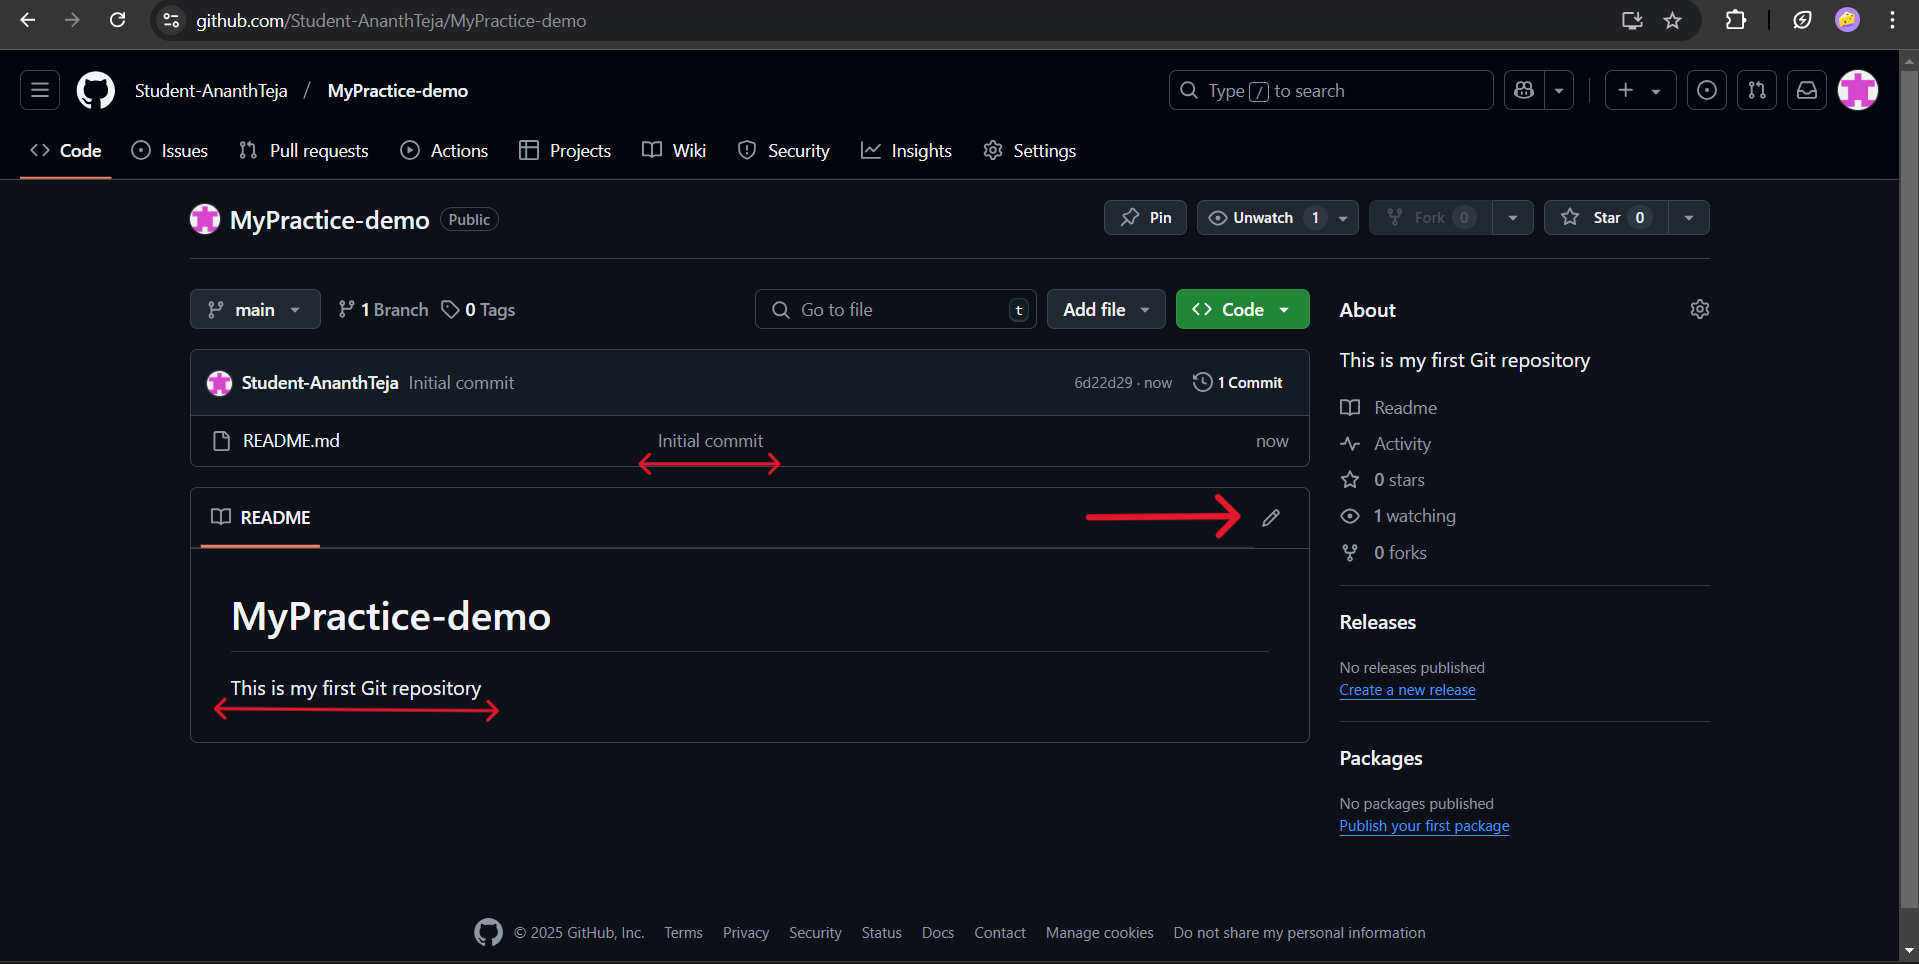 github.com/Student-AnanthTeja/MyPractice-demo
Student-AnanthTeja / MyPractice-demo
Type / to search
Code Issues Pull requests Actions Projects Wiki Security Insights Settings
MyPractice-demo Public
Pin Unwatch 1 Fork 0 Star 0
main 1 Branch 0 Tags
Go to file t Add file Code
Student-AnanthTeja Initial commit 6d22d29 · now 1 Commit
README.md Initial commit now
README
MyPractice-demo
This is my first Git repository
About
This is my first Git repository
Readme
Activity
0 stars
1 watching
0 forks
Releases
No releases published
Create a new release
Packages
No packages published
Publish your first package
© 2025 GitHub, Inc. Terms Privacy Security Status Docs Contact Manage cookies Do not share my personal information